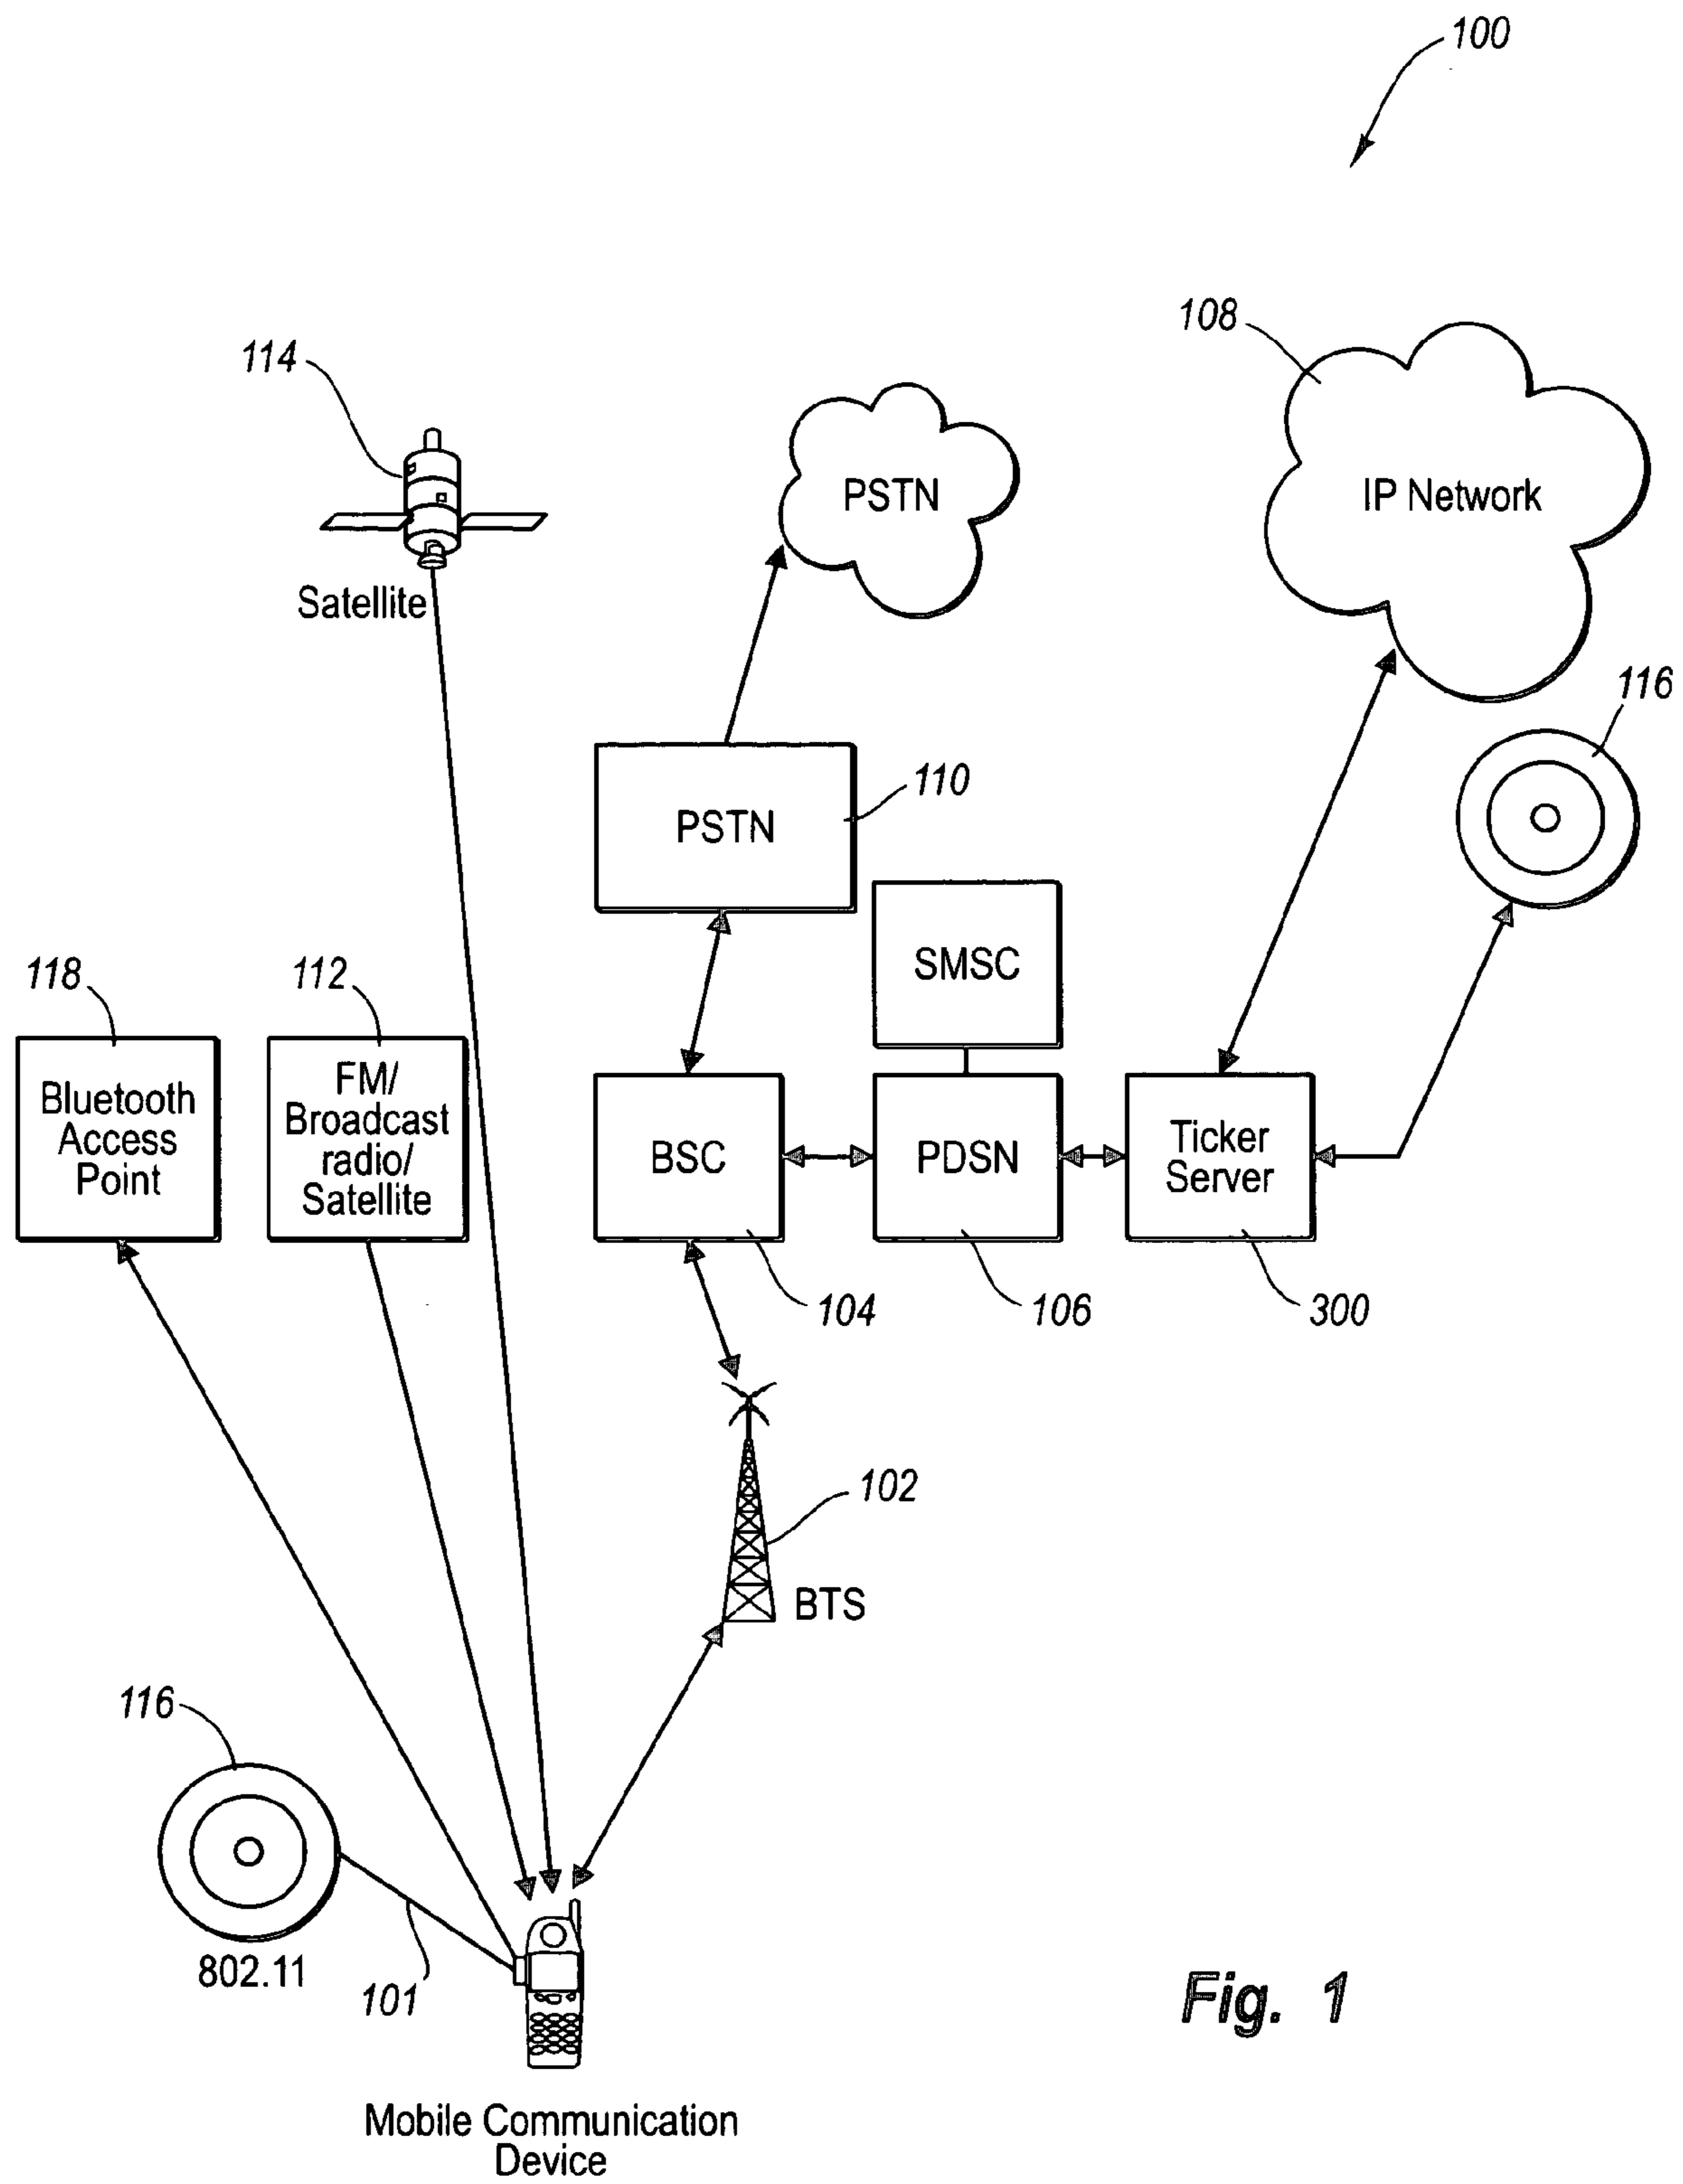 100
108
114
PSTN
IP Network
Satellite
116
110
PSTN
SMSC
118
112
Bluetooth
Access
Point
FM/
Broadcast
radio/
Satellite
BSC
PDSN
Ticker
Server
104
106
300
102
BTS
116
802.11
101
Fig. 1
Mobile Communication
Device